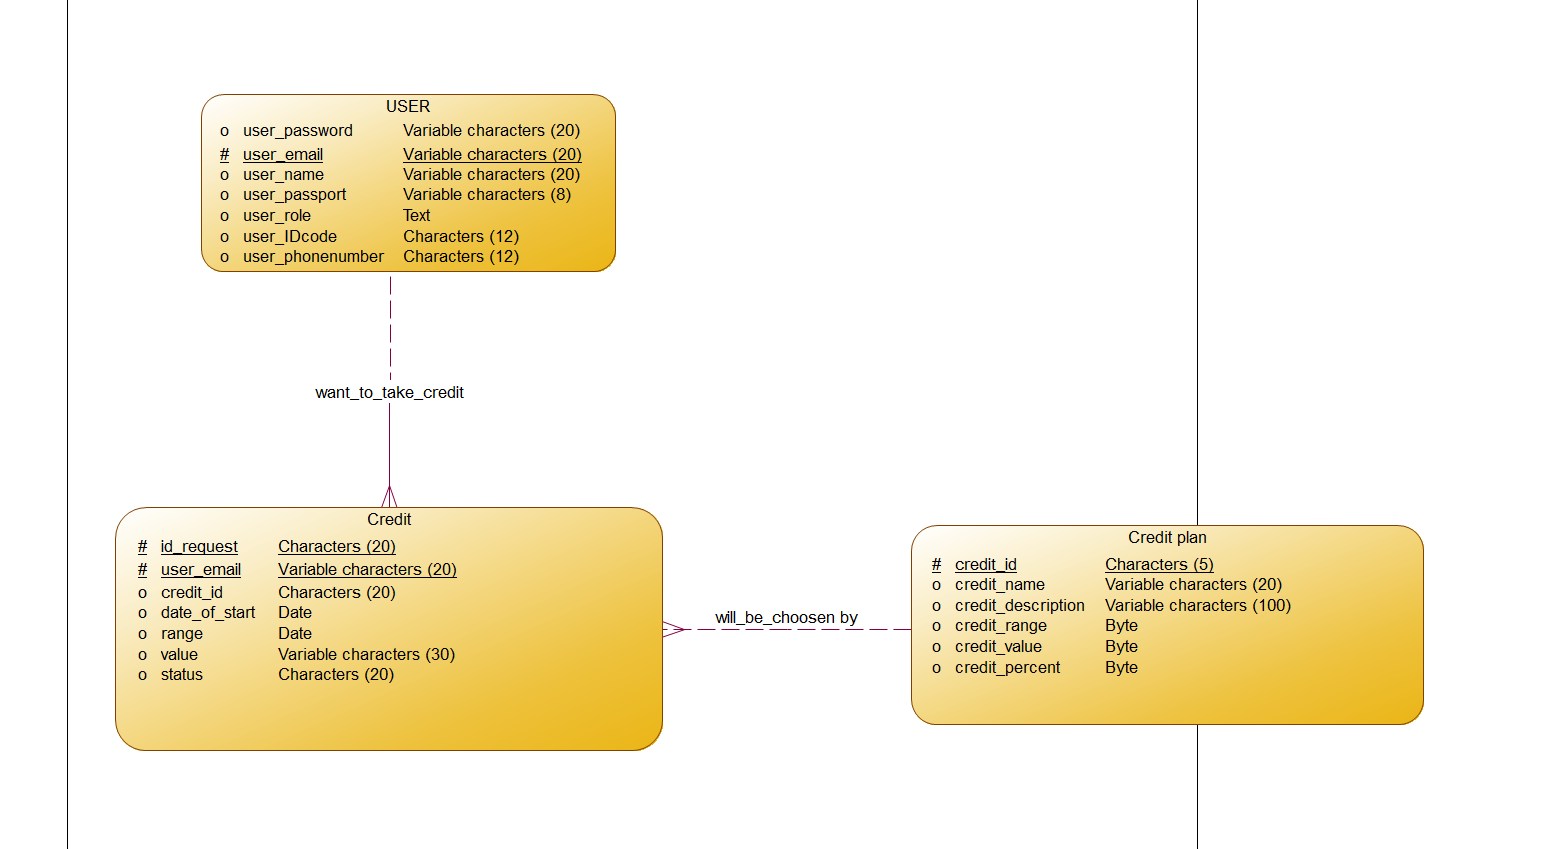 USER
o user_password Variable characters (20)
# user_email Variable characters (20)
o user_name Variable characters (20)
o user_passport Variable characters (8)
o user_role Text
o user_IDcode Characters (12)
o user_phonenumber Characters (12)
want_to_take_credit
Credit
# id_request Characters (20)
# user_email Variable characters (20)
o credit_id Characters (20)
o date_of_start Date
o range Date
o value Variable characters (30)
o status Characters (20)
will_be_choosen by
Credit plan
# credit_id Characters (5)
o credit_name Variable characters (20)
o credit_description Variable characters (100)
o credit_range Byte
o credit_value Byte
o credit_percent Byte